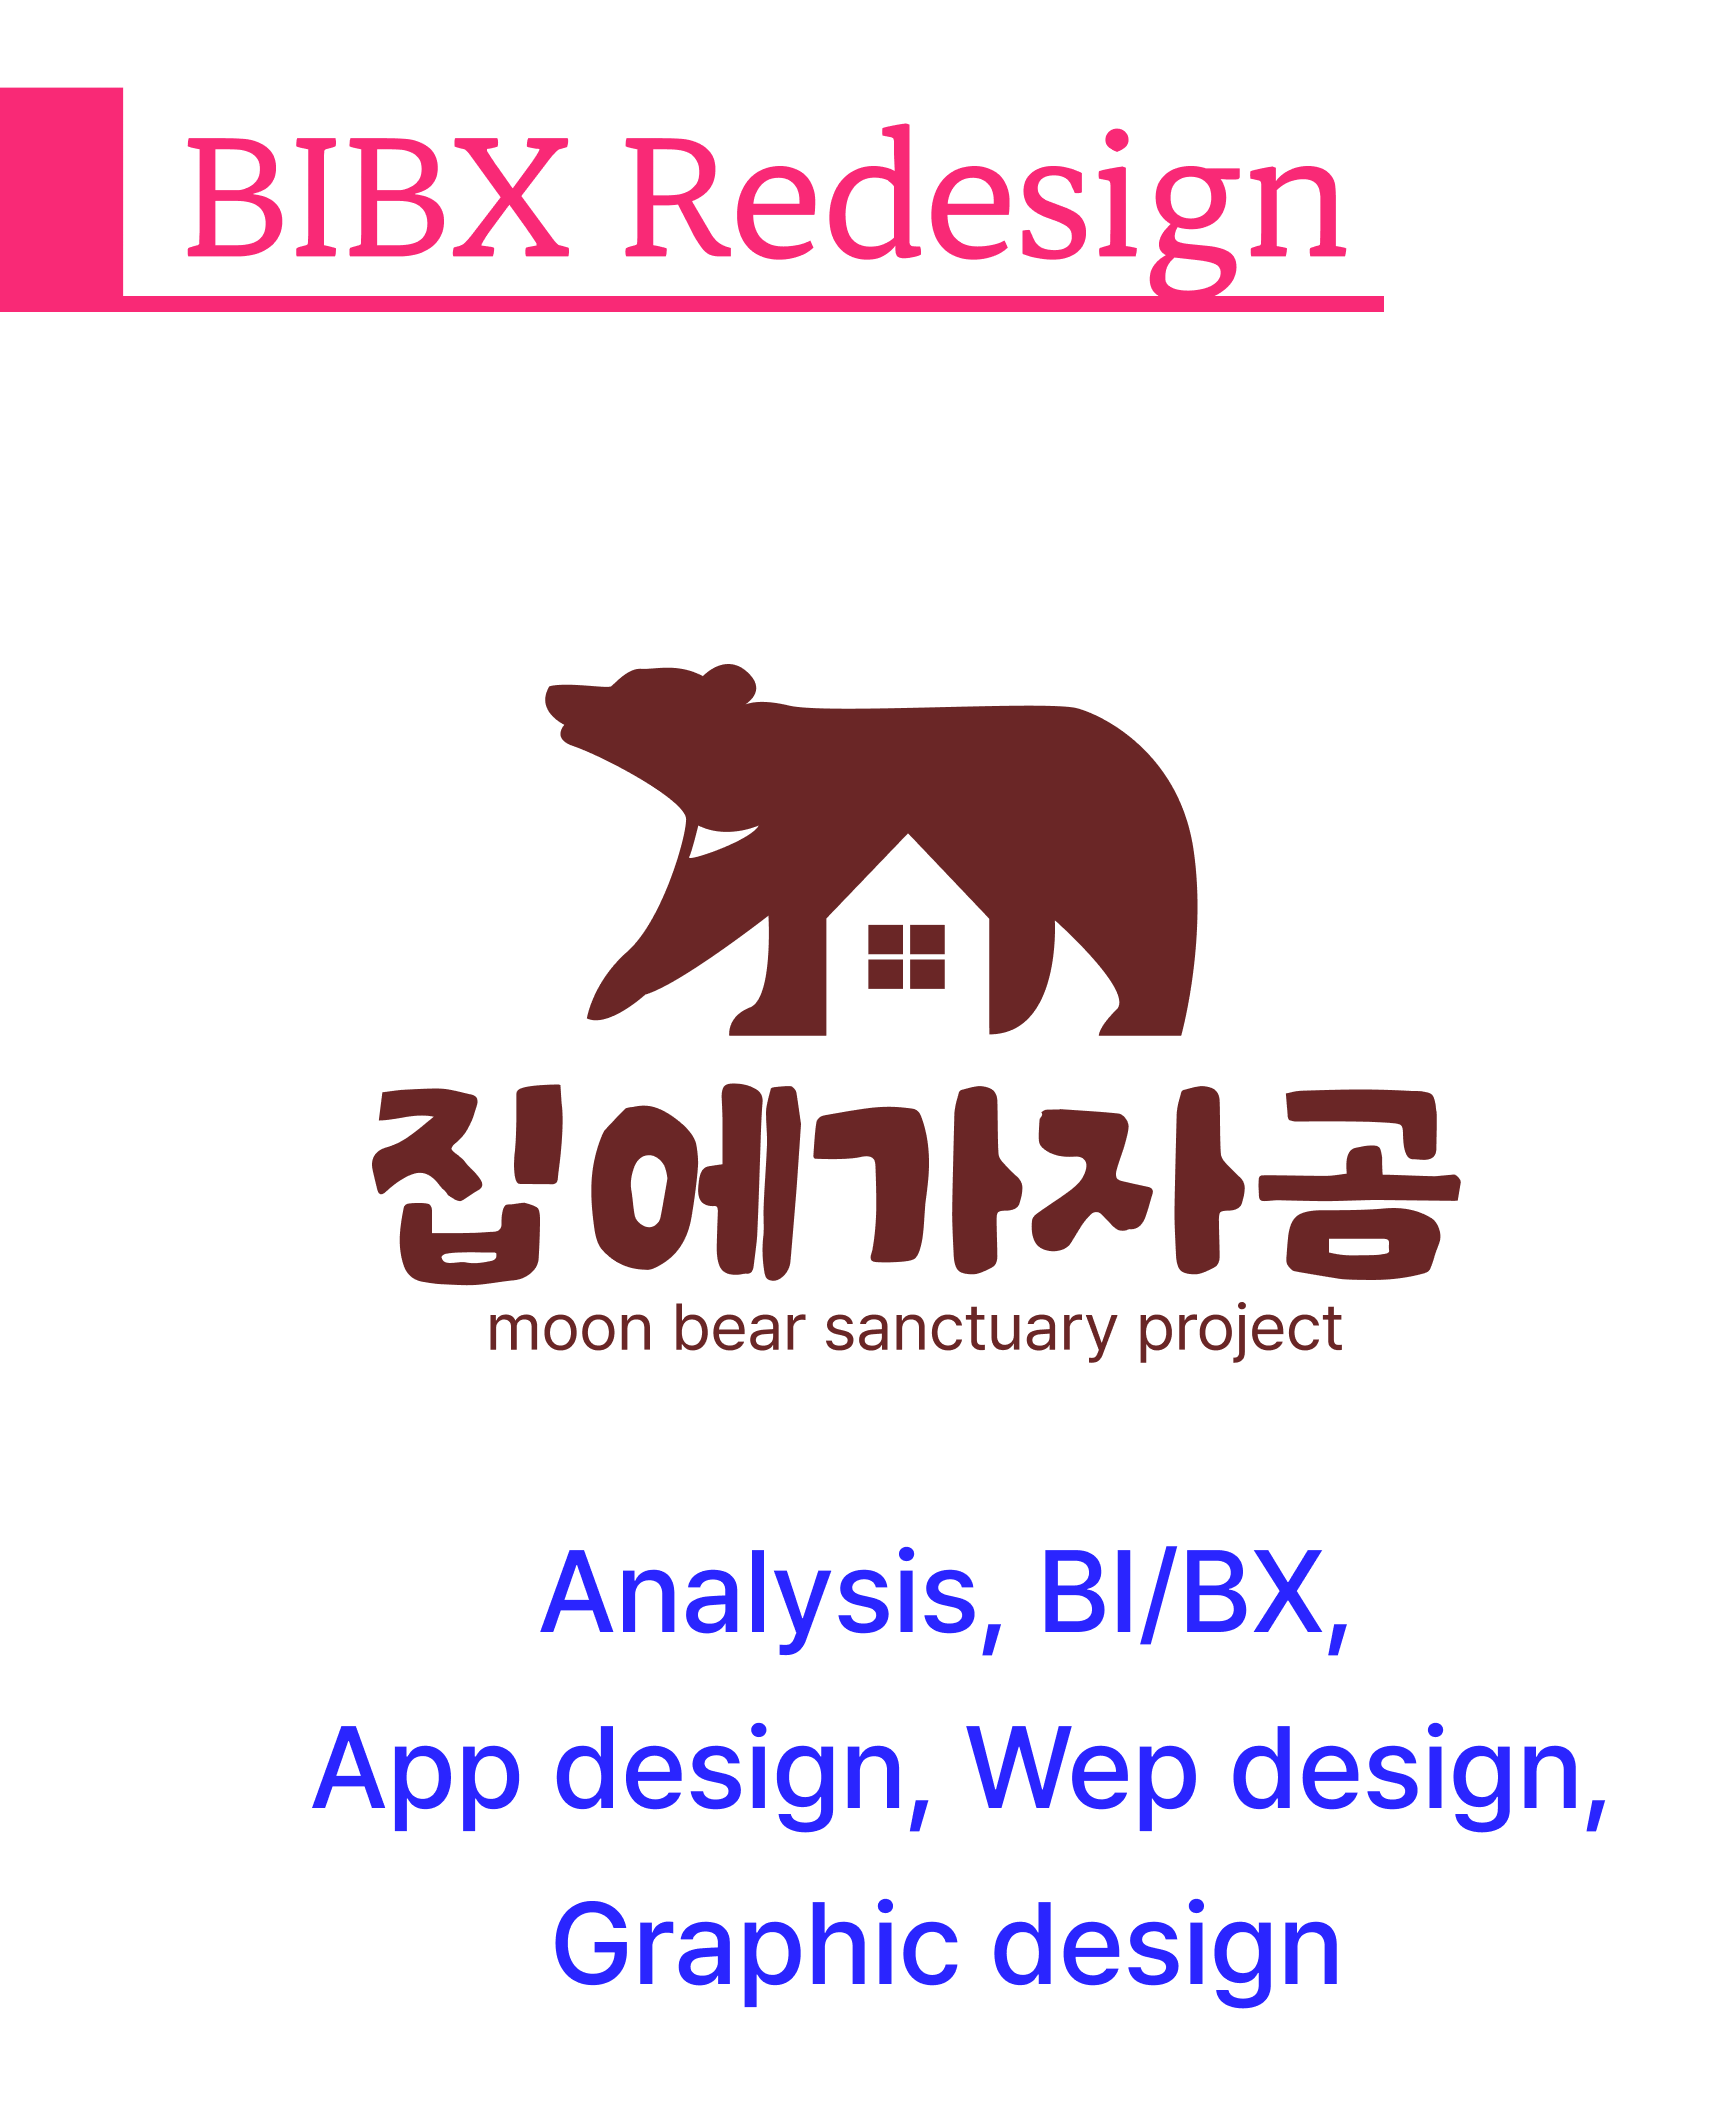 BIBX Redesign
집에가자곰
moon bear sanctuary project
Analysis, BI/BX,
App design, Wep design,
Graphic design